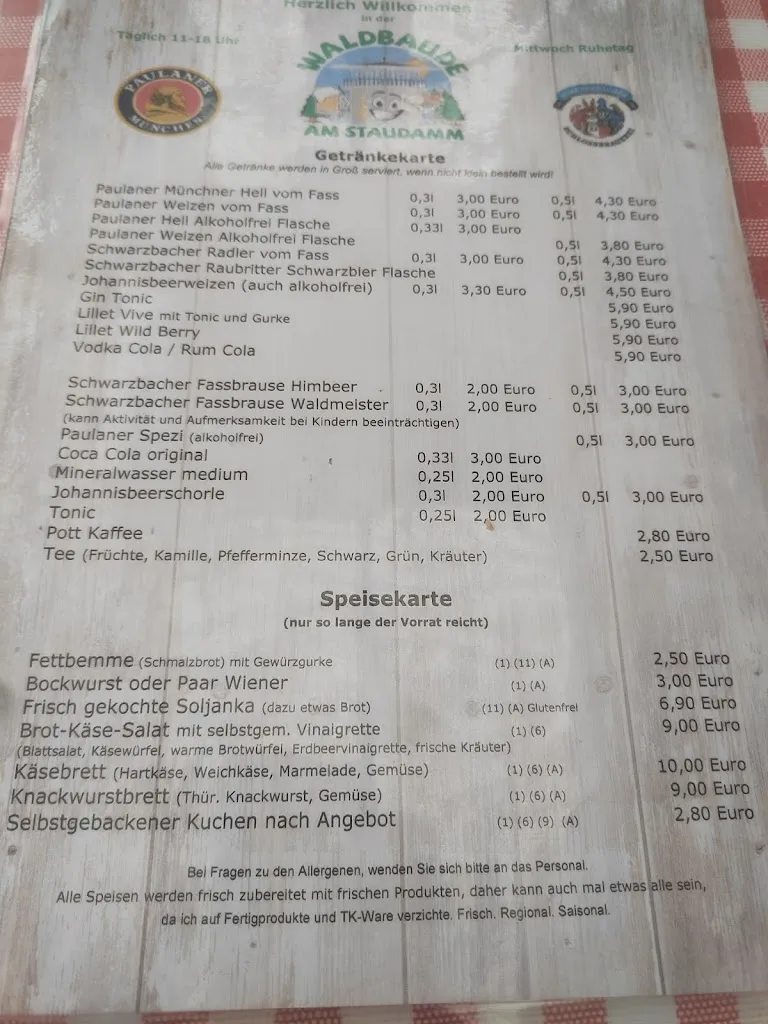 Herzlich Willkommen
in der
Täglich 11-18 Uhr
WALDBAUDE
Mittwoch Ruhetag
PAULANER
MÜNCHEN
AM STAUDAMM
Getränkekarte
Alle Getränke werden in Groß serviert, wenn nicht klein bestellt wird!
Paulaner Münchner Hell vom Fass 0,3l 3,00 Euro 0,5l 4,30 Euro
Paulaner Weizen vom Fass 0,3l 3,00 Euro 0,5l 4,30 Euro
Paulaner Hell Alkoholfrei Flasche 0,33l 3,00 Euro
Paulaner Weizen Alkoholfrei Flasche 0,5l 3,80 Euro
Schwarzbacher Radler vom Fass 0,3l 3,00 Euro 0,5l 4,30 Euro
Schwarzbacher Raubritter Schwarzbier Flasche 0,5l 3,80 Euro
Johannisbeerweizen (auch alkoholfrei) 0,3l 3,30 Euro 0,5l 4,50 Euro
Gin Tonic 5,90 Euro
Lillet Vive mit Tonic und Gurke 5,90 Euro
Lillet Wild Berry 5,90 Euro
Vodka Cola / Rum Cola 5,90 Euro
Schwarzbacher Fassbrause Himbeer 0,3l 2,00 Euro 0,5l 3,00 Euro
Schwarzbacher Fassbrause Waldmeister 0,3l 2,00 Euro 0,5l 3,00 Euro
(kann Aktivität und Aufmerksamkeit bei Kindern beeinträchtigen)
Paulaner Spezi (alkoholfrei) 0,5l 3,00 Euro
Coca Cola original 0,33l 3,00 Euro
Mineralwasser medium 0,25l 2,00 Euro
Johannisbeerschorle 0,3l 2,00 Euro 0,5l 3,00 Euro
Tonic 0,25l 2,00 Euro
Pott Kaffee 2,80 Euro
Tee (Früchte, Kamille, Pfefferminze, Schwarz, Grün, Kräuter) 2,50 Euro
Speisekarte
(nur so lange der Vorrat reicht)
Fettbemme (Schmalzbrot) mit Gewürzgurke (1) (11) (A) 2,50 Euro
Bockwurst oder Paar Wiener (1) (A) 3,00 Euro
Frisch gekochte Soljanka (dazu etwas Brot) (11) (A) Glutenfrei 6,90 Euro
Brot-Käse-Salat mit selbstgem. Vinaigrette (1) (6) 9,00 Euro
(Blattsalat, Käsewürfel, warme Brotwürfel, Erdbeervinaigrette, frische Kräuter)
Käsebrett (Hartkäse, Weichkäse, Marmelade, Gemüse) (1) (6) (A) 10,00 Euro
Knackwurstbrett (Thür. Knackwurst, Gemüse) (1) (6) (A) 9,00 Euro
Selbstgebackener Kuchen nach Angebot (1) (6) (9) (A) 2,80 Euro
Bei Fragen zu den Allergenen, wenden Sie sich bitte an das Personal.
Alle Speisen werden frisch zubereitet mit frischen Produkten, daher kann auch mal etwas alle sein,
da ich auf Fertigprodukte und TK-Ware verzichte. Frisch. Regional. Saisonal.